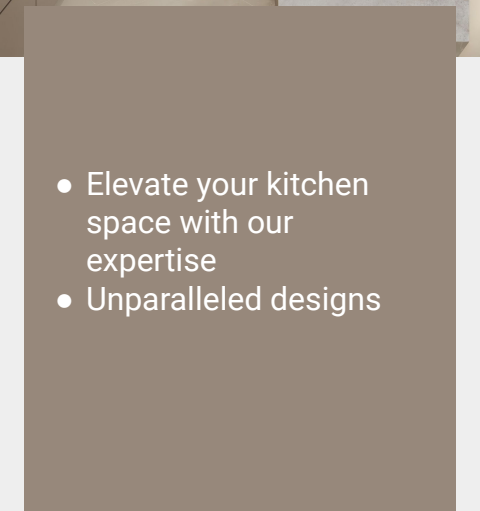 ● Elevate your kitchen
space with our
expertise
● Unparalleled designs